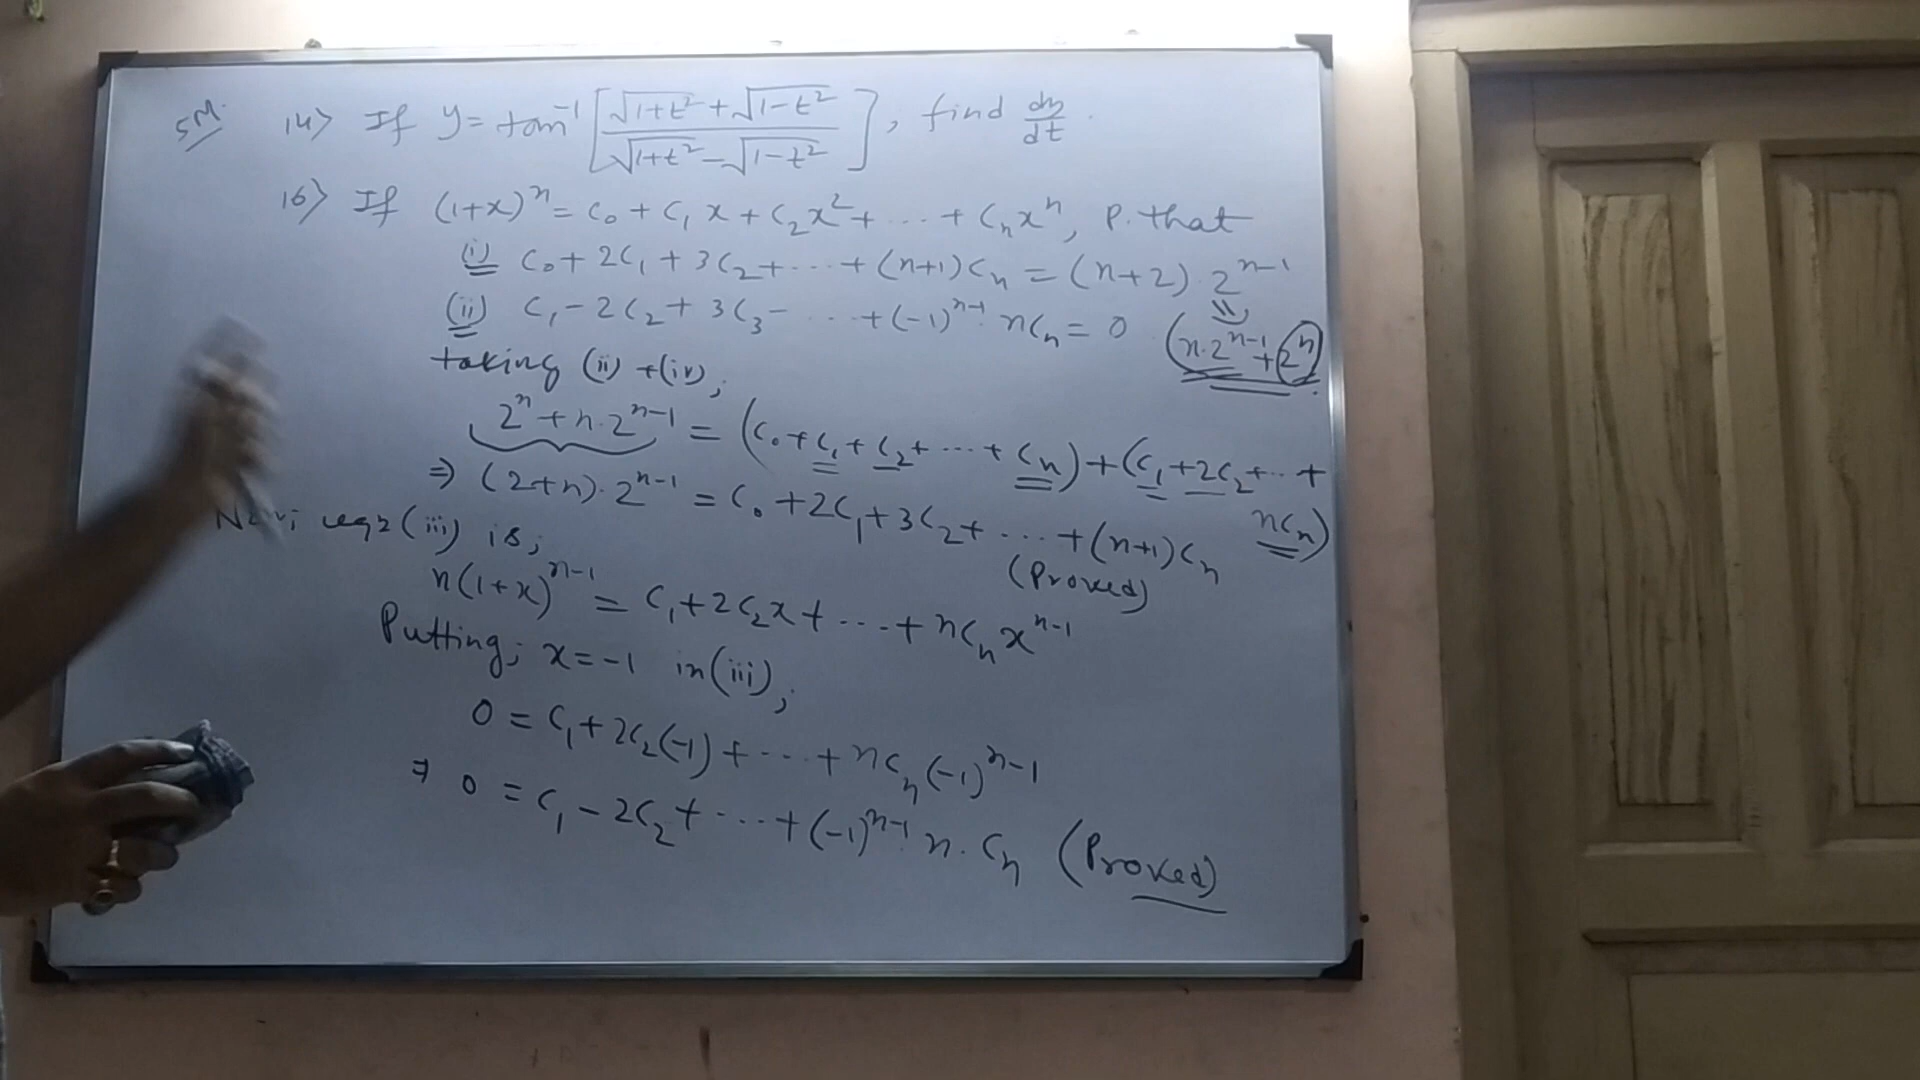 5M. 14) If y = tan⁻¹ [(√(1+t²) + √(1-t²)) / (√(1+t²) - √(1-t²))], find dy/dt.
16) If (1+x)ⁿ = C₀ + C₁x + C₂x² + ... + Cₙxⁿ, P. that
(i) C₀ + 2C₁ + 3C₂ + ... + (n+1)Cₙ = (n+2) 2ⁿ⁻¹
(ii) C₁ - 2C₂ + 3C₃ - ... + (-1)ⁿ⁻¹ nCₙ = 0 (n.2ⁿ⁻¹ + 2ⁿ)
taking (ii) + (iv),
2ⁿ + n.2ⁿ⁻¹ = (C₀ + C₁ + C₂ + ... + Cₙ) + (C₁ + 2C₂ + ... + nCₙ)
⇒ (2+n).2ⁿ⁻¹ = C₀ + 2C₁ + 3C₂ + ... + (n+1)Cₙ
(Proved)
(iii) is,
n(1+x)ⁿ⁻¹ = C₁ + 2C₂x + ... + nCₙxⁿ⁻¹
Putting, x = -1 in (iii),
0 = C₁ + 2C₂(-1) + ... + nCₙ(-1)ⁿ⁻¹
⇒ 0 = C₁ - 2C₂ + ... + (-1)ⁿ⁻¹ n.Cₙ (Proved)